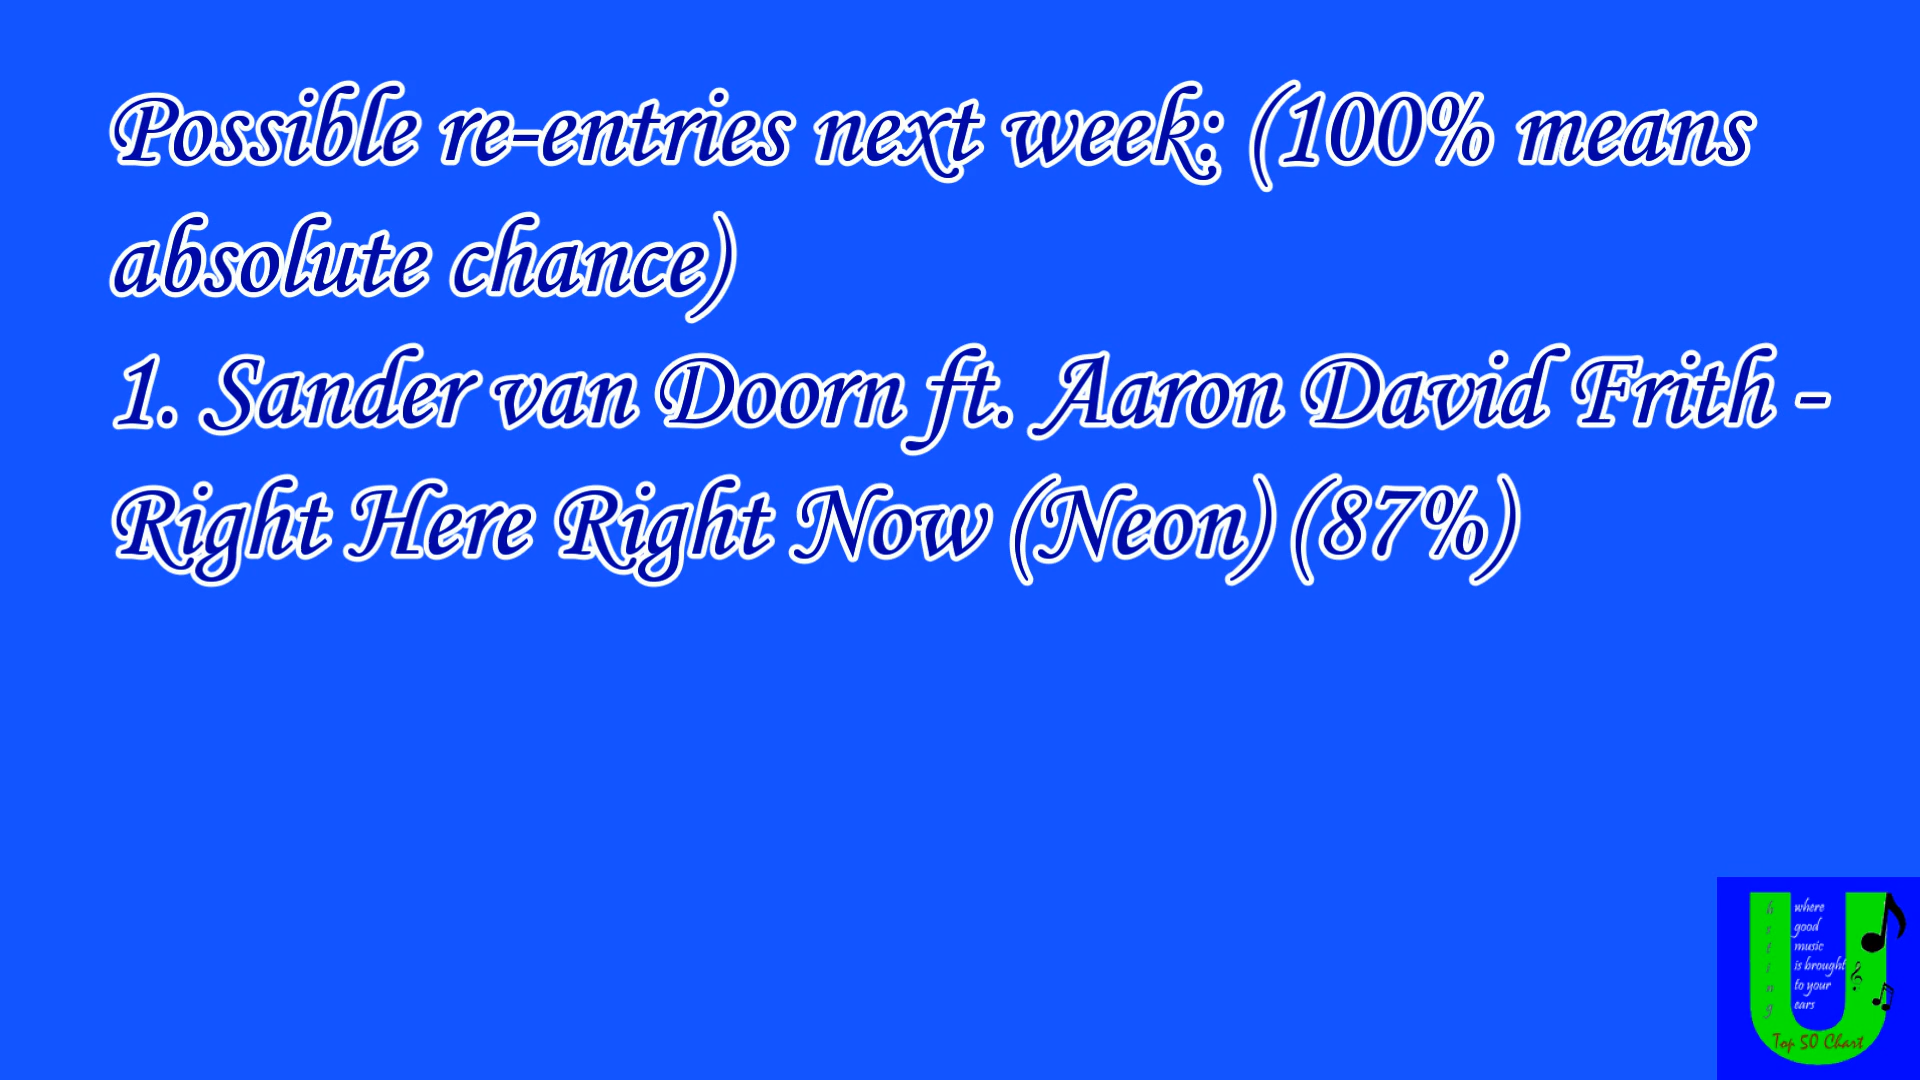 Possible re-entries next week: (100% means
absolute chance)
1. Sander van Doorn ft. Aaron David Frith -
Right Here Right Now (Neon) (87%)
where
good
music
is brought
to your
ears
Top 50 Chart